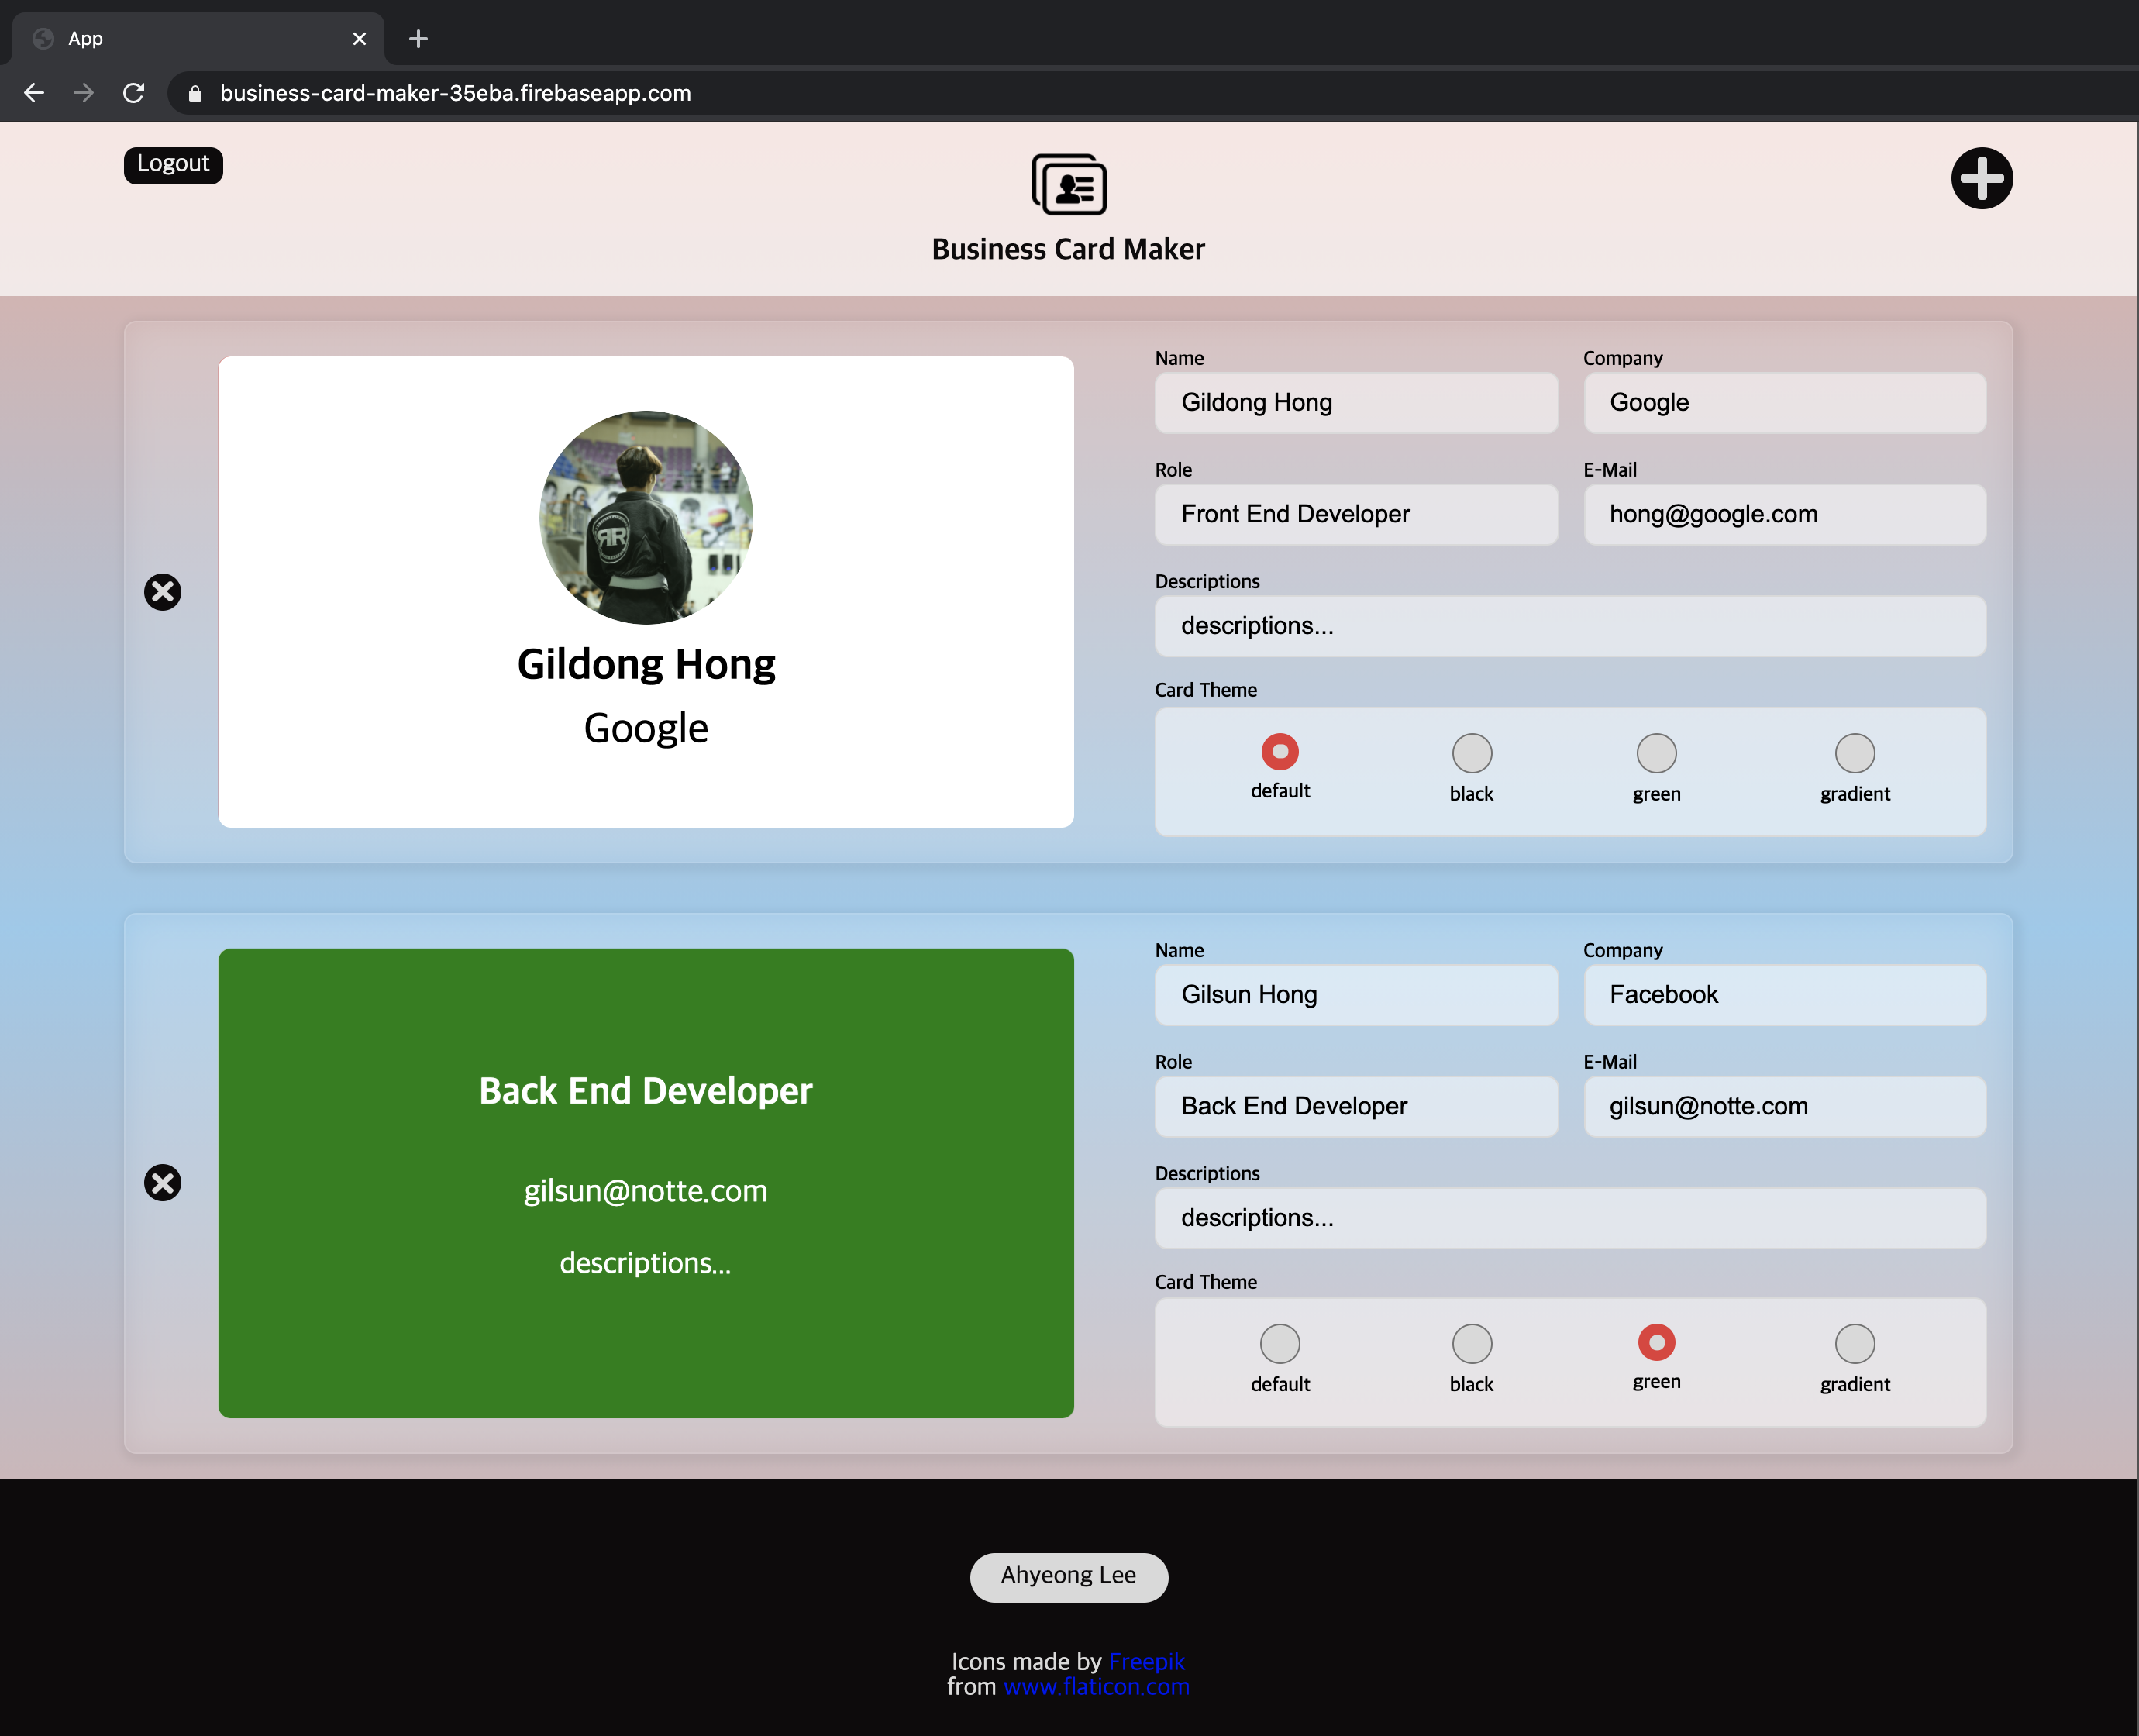 App
business-card-maker-35eba.firebaseapp.com
Logout
Business Card Maker
Gildong Hong
Google
Name
Company
Gildong Hong
Google
Role
E-Mail
Front End Developer
hong@google.com
Descriptions
descriptions...
Card Theme
default
black
green
gradient
Back End Developer
gilsun@notte.com
descriptions...
Name
Company
Gilsun Hong
Facebook
Role
E-Mail
Back End Developer
gilsun@notte.com
Descriptions
descriptions...
Card Theme
default
black
green
gradient
Ahyeong Lee
Icons made by Freepik
from www.flaticon.com